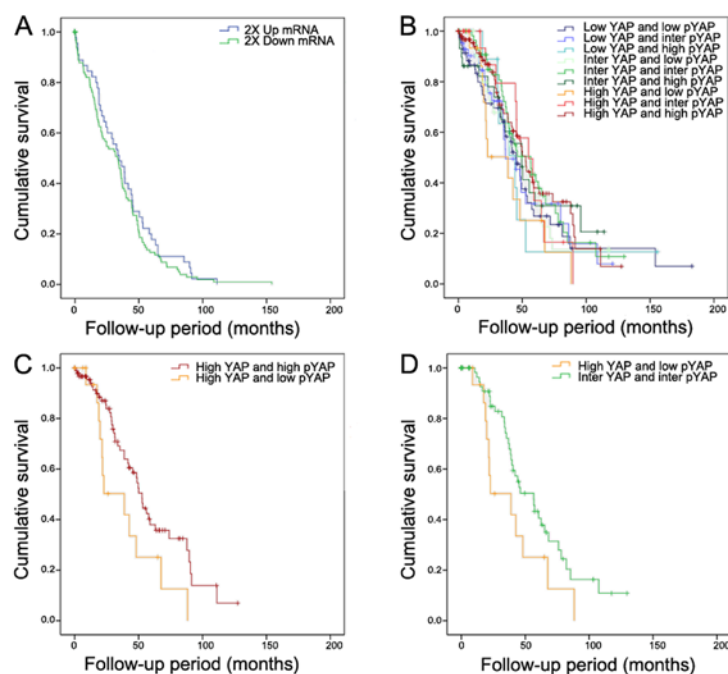 A
2X Up mRNA
2X Down mRNA
Cumulative survival
1.0
0.8
0.6
0.4
0.2
0.0
0 50 100 150 200
Follow-up period (months)
B
Low YAP and low pYAP
Low YAP and inter pYAP
Low YAP and high pYAP
Inter YAP and low pYAP
Inter YAP and inter pYAP
Inter YAP and high pYAP
High YAP and low pYAP
High YAP and inter pYAP
High YAP and high pYAP
Cumulative survival
1.0
0.8
0.6
0.4
0.2
0.0
0 50 100 150 200
Follow-up period (months)
C
High YAP and high pYAP
High YAP and low pYAP
Cumulative survival
1.0
0.8
0.6
0.4
0.2
0.0
0 50 100 150 200
Follow-up period (months)
D
High YAP and low pYAP
Inter YAP and inter pYAP
Cumulative survival
1.0
0.8
0.6
0.4
0.2
0.0
0 50 100 150 200
Follow-up period (months)